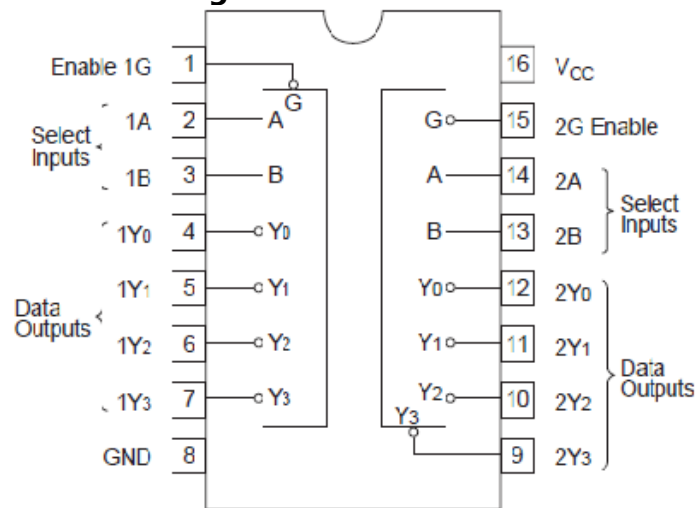 g
Enable 1G 1
G
16 VCC
1A 2 A
G 15 2G Enable
Select
Inputs
1B 3 B
A 14 2A
Select
Inputs
1Y0 4 Y0
B 13 2B
1Y1 5 Y1
Y0 12 2Y0
Data
Outputs
1Y2 6 Y2
Y1 11 2Y1
Data
Outputs
1Y3 7 Y3
Y2 10 2Y2
Y3
GND 8
9 2Y3